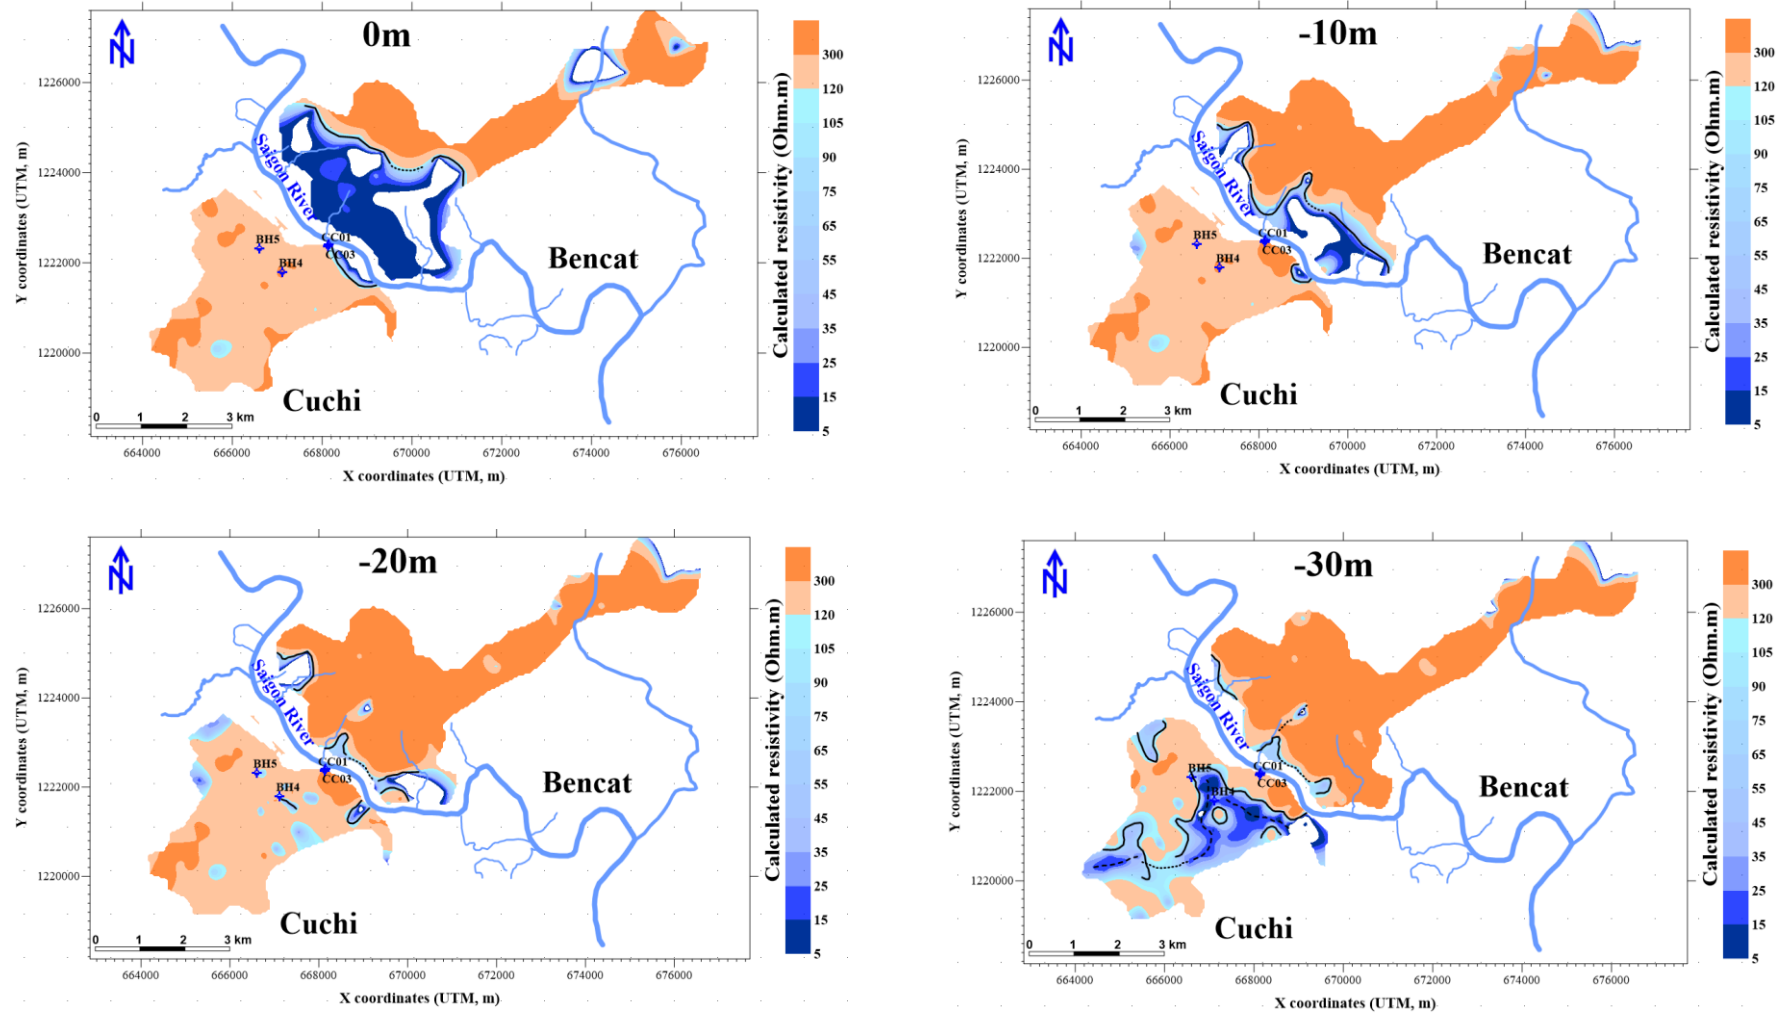 0m
N
1226000
1224000
1222000
1220000
Y coordinates (UTM, m)
Saigon River
BH5
BH4
CC01
CC03
Bencat
Cuchi
0 1 2 3 km
664000 666000 668000 670000 672000 674000 676000
X coordinates (UTM, m)
Calculated resistivity (Ohm.m)
300
120
105
90
75
65
55
45
35
25
15
5
-10m
N
1226000
1224000
1222000
1220000
Y coordinates (UTM, m)
Saigon River
BH5
BH4
CC01
CC03
Bencat
Cuchi
0 1 2 3 km
664000 666000 668000 670000 672000 674000 676000
X coordinates (UTM, m)
Calculated resistivity (Ohm.m)
300
120
105
90
75
65
55
45
35
25
15
5
-20m
N
1226000
1224000
1222000
1220000
Y coordinates (UTM, m)
Saigon River
BH5
BH4
CC01
CC03
Bencat
Cuchi
0 1 2 3 km
664000 666000 668000 670000 672000 674000 676000
X coordinates (UTM, m)
Calculated resistivity (Ohm.m)
300
120
105
90
75
65
55
45
35
25
15
5
-30m
N
1226000
1224000
1222000
1220000
Y coordinates (UTM, m)
Saigon River
BH5
BH4
CC01
CC03
Bencat
Cuchi
0 1 2 3 km
664000 666000 668000 670000 672000 674000 676000
X coordinates (UTM, m)
Calculated resistivity (Ohm.m)
300
120
105
90
75
65
55
45
35
25
15
5